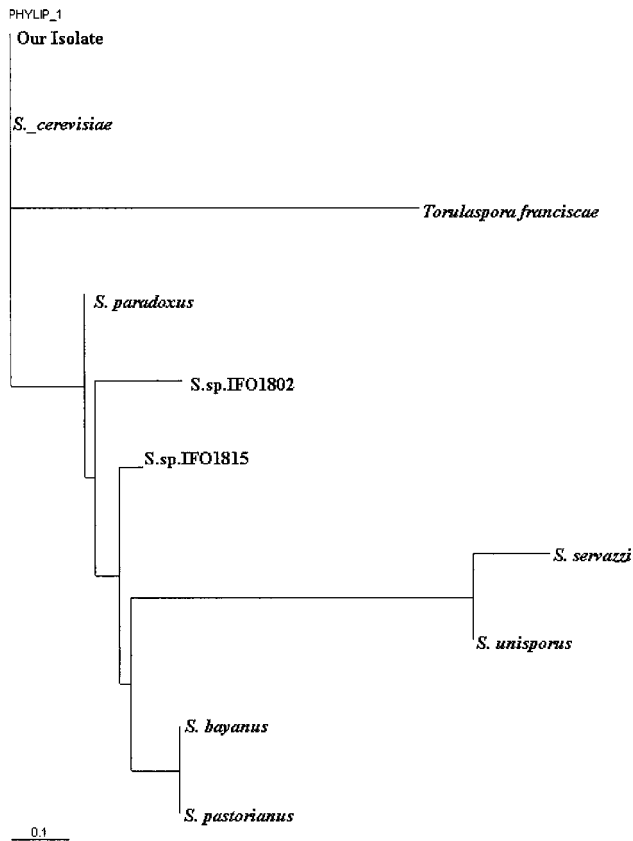 PHYLIP_1
Our Isolate
S._cerevisiae
Torulaspora franciscae
S. paradoxus
S.sp.IFO1802
S.sp.IFO1815
S. servazzi
S. unisporus
S. bayanus
S. pastorianus
0.1